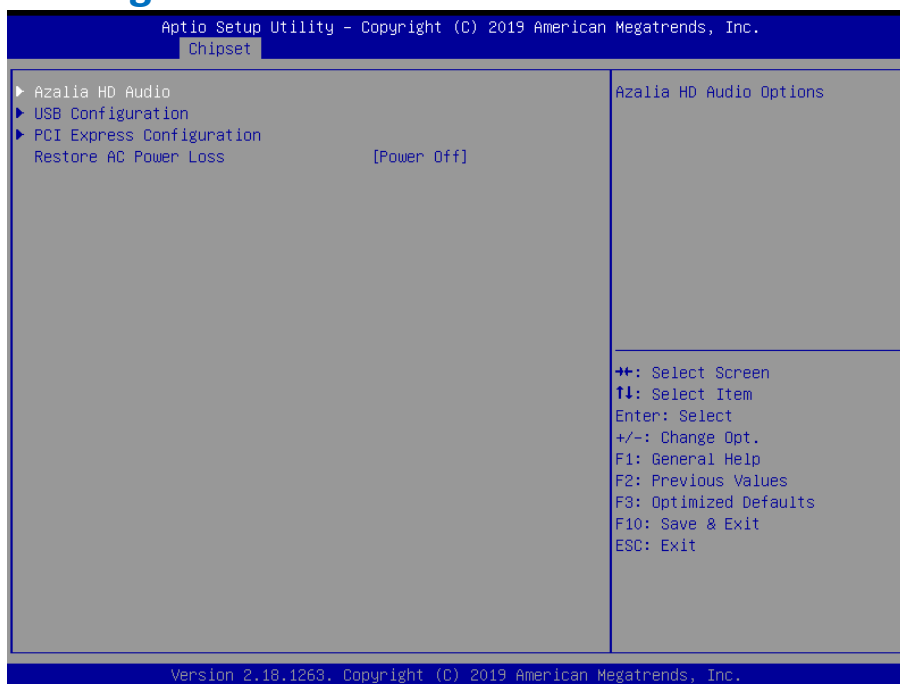 Aptio Setup Utility – Copyright (C) 2019 American Megatrends, Inc.
Chipset
Azalia HD Audio
USB Configuration
PCI Express Configuration
Restore AC Power Loss [Power Off]
Azalia HD Audio Options
→←: Select Screen
↑↓: Select Item
Enter: Select
+/-: Change Opt.
F1: General Help
F2: Previous Values
F3: Optimized Defaults
F10: Save & Exit
ESC: Exit
Version 2.18.1263. Copyright (C) 2019 American Megatrends, Inc.